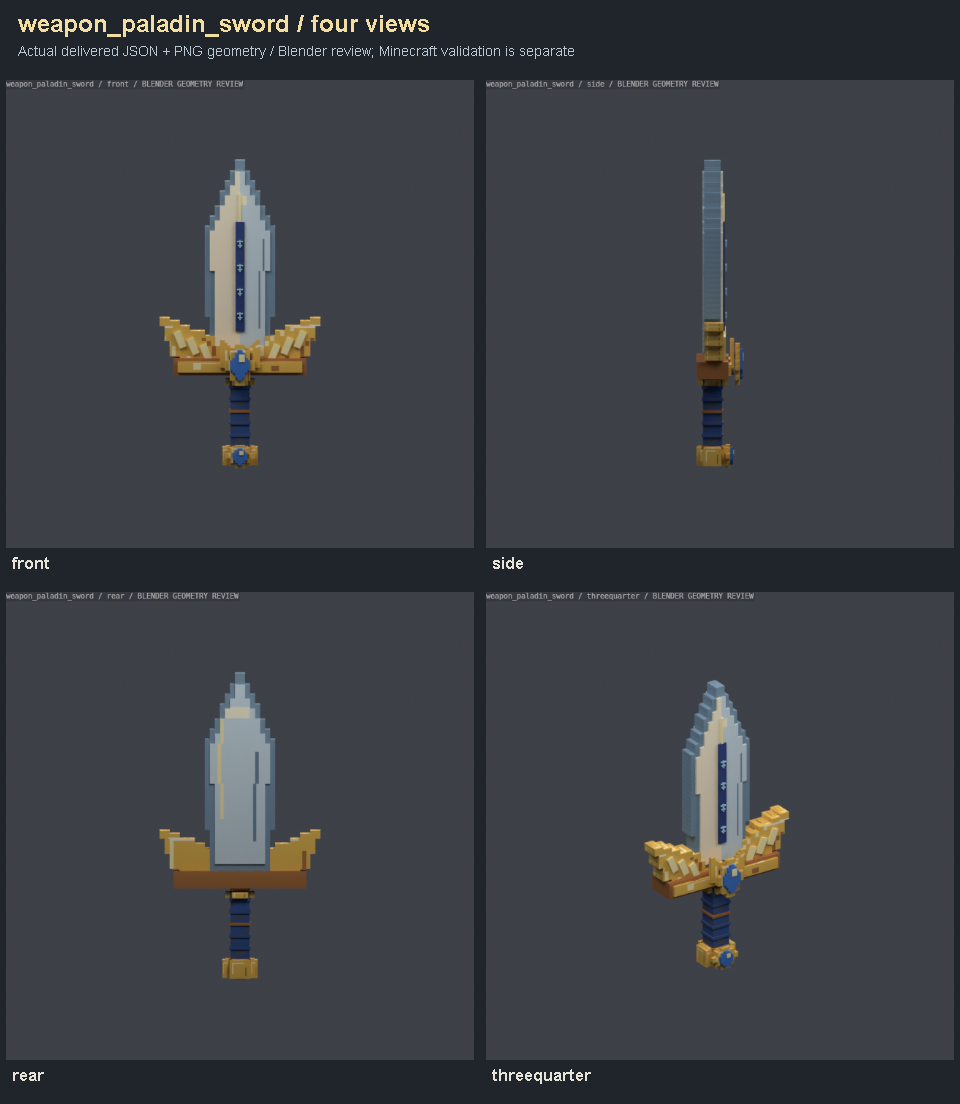 weapon_paladin_sword / four views
Actual delivered JSON + PNG geometry / Blender review; Minecraft validation is separate
weapon_paladin_sword / front / BLENDER GEOMETRY REVIEW
weapon_paladin_sword / side / BLENDER GEOMETRY REVIEW
front
side
weapon_paladin_sword / rear / BLENDER GEOMETRY REVIEW
weapon_paladin_sword / threequarter / BLENDER GEOMETRY REVIEW
rear
threequarter